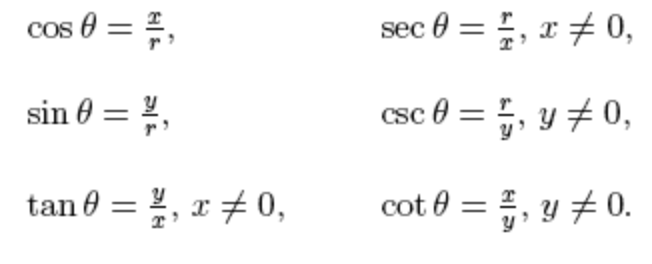 cos θ = x/r, sec θ = r/x, x ≠ 0,
sin θ = y/r, csc θ = r/y, y ≠ 0,
tan θ = y/x, x ≠ 0, cot θ = x/y, y ≠ 0.